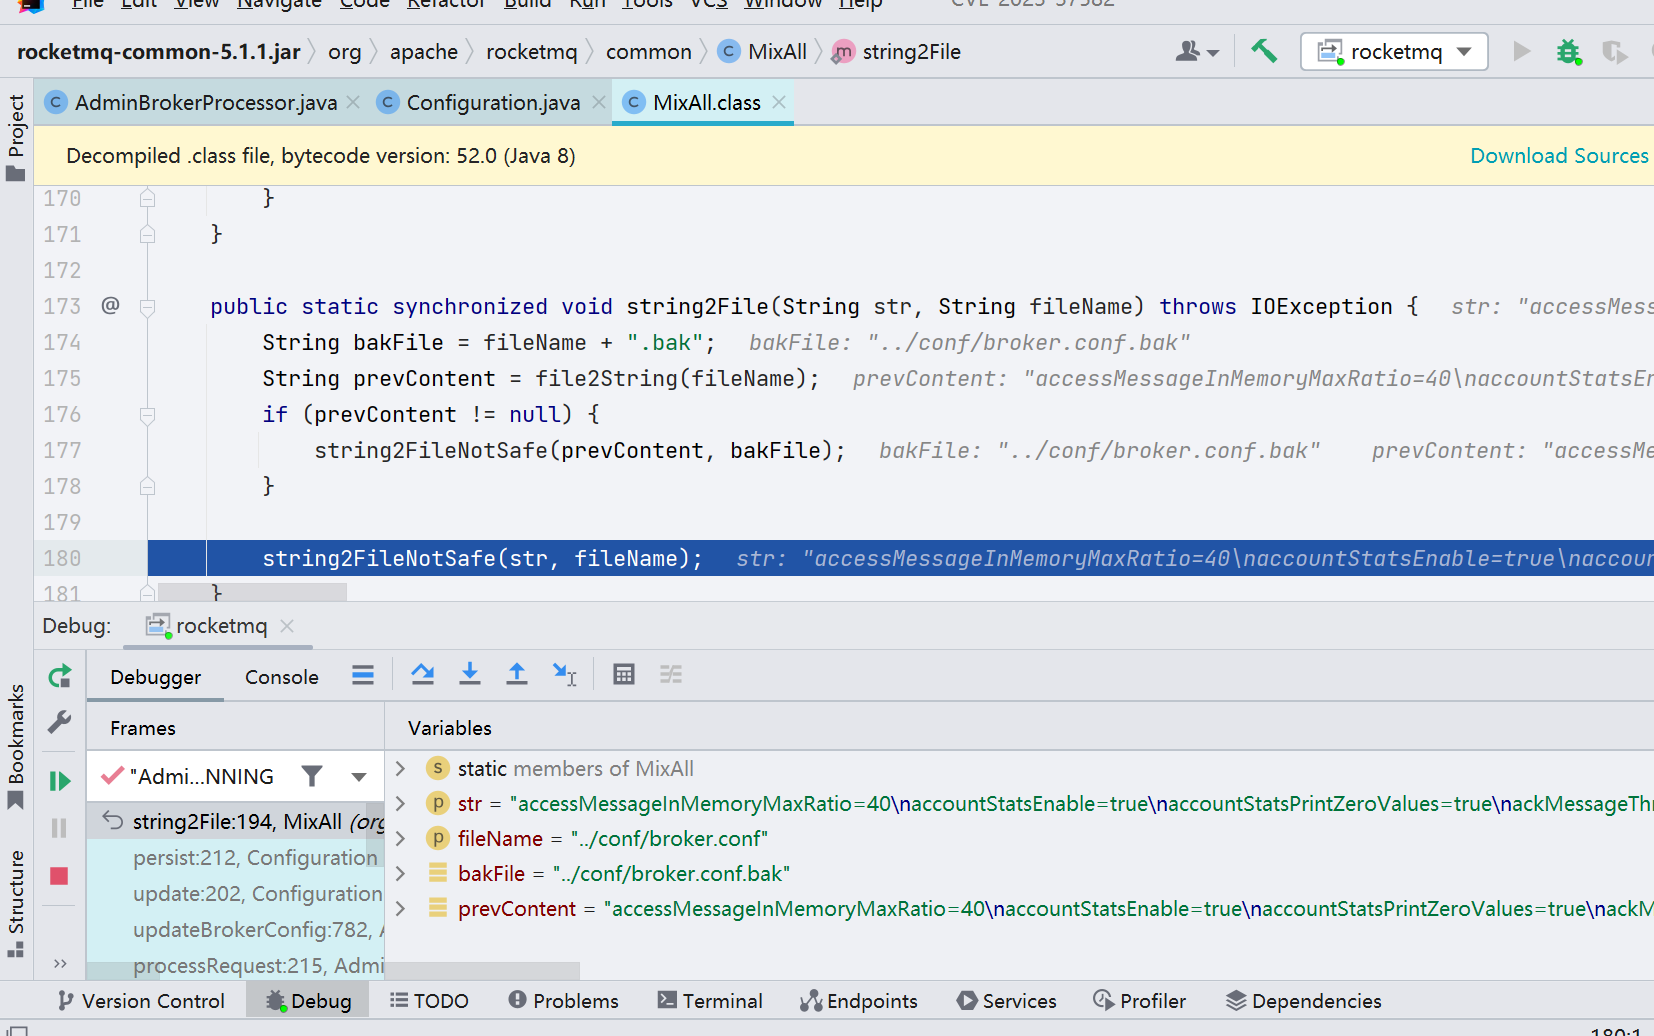 File Edit View Navigate Code Refactor Build Run Tools VCS Window Help CVE-2023-37582
rocketmq-common-5.1.1.jar org apache rocketmq common MixAll string2File rocketmq
Project
AdminBrokerProcessor.java Configuration.java MixAll.class
Decompiled .class file, bytecode version: 52.0 (Java 8) Download Sources
170 }
171 }
172
173 @ public static synchronized void string2File(String str, String fileName) throws IOException { str: "accessMess
174 String bakFile = fileName + ".bak"; bakFile: "../conf/broker.conf.bak"
175 String prevContent = file2String(fileName); prevContent: "accessMessageInMemoryMaxRatio=40\naccountStatsEn
176 if (prevContent != null) {
177 string2FileNotSafe(prevContent, bakFile); bakFile: "../conf/broker.conf.bak" prevContent: "accessMe
178 }
179
180 string2FileNotSafe(str, fileName); str: "accessMessageInMemoryMaxRatio=40\naccountStatsEnable=true\naccoun
181 }
Debug: rocketmq
Debugger Console
Frames Variables
"Admi...NNING
string2File:194, MixAll (org
persist:212, Configuration
update:202, Configuration
updateBrokerConfig:782, A
processRequest:215, Admi
static members of MixAll
str = "accessMessageInMemoryMaxRatio=40\naccountStatsEnable=true\naccountStatsPrintZeroValues=true\nackMessageThr
fileName = "../conf/broker.conf"
bakFile = "../conf/broker.conf.bak"
prevContent = "accessMessageInMemoryMaxRatio=40\naccountStatsEnable=true\naccountStatsPrintZeroValues=true\nackM
Bookmarks
Structure
Version Control Debug TODO Problems Terminal Endpoints Services Profiler Dependencies
180:1